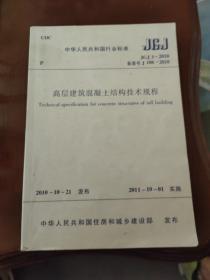 UDC
中华人民共和国行业标准
JGJ
JGJ 3-2010
P
备案号 J 186-2010
高层建筑混凝土结构技术规程
Technical specification for concrete structures of tall building
2010-10-21 发布
2011-10-01 实施
中华人民共和国住房和城乡建设部 发布